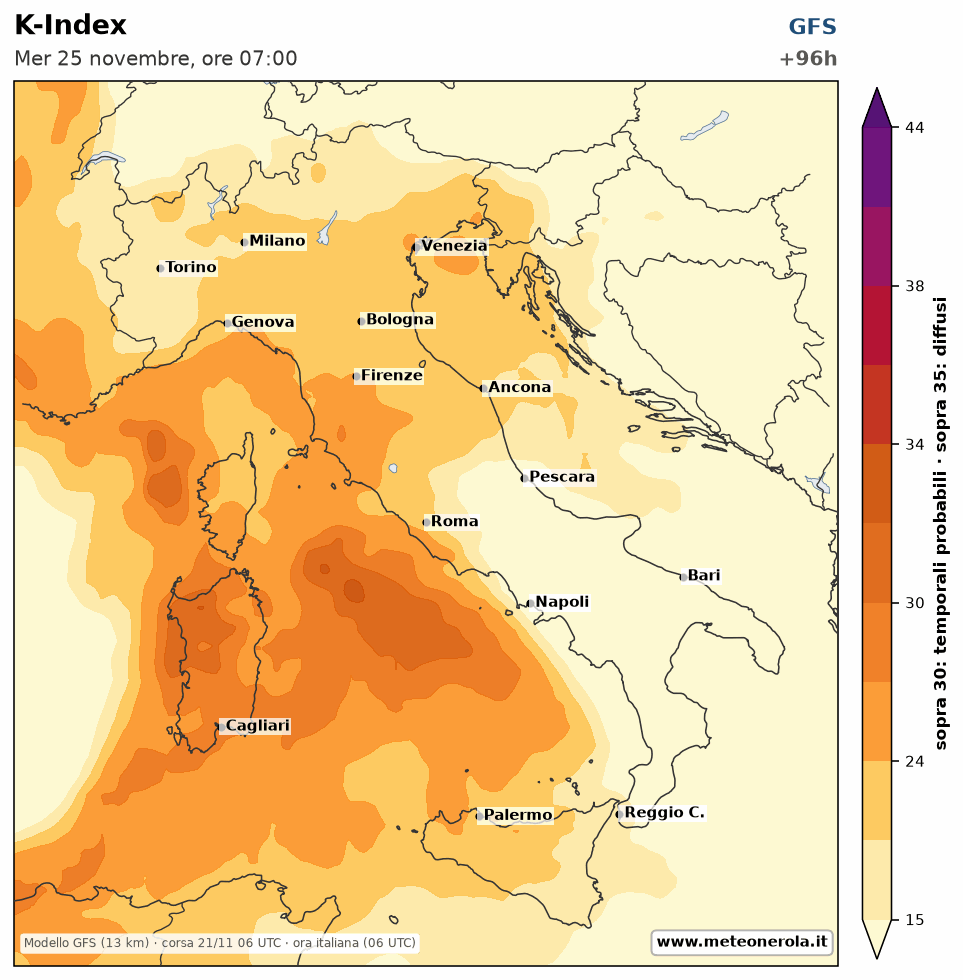 K-Index
GFS
Mer 25 novembre, ore 07:00
+96h
44
38
34
30
24
15
sopra 30: temporali probabili · sopra 35: diffusi
Milano
Venezia
Torino
Genova
Bologna
Firenze
Ancona
Pescara
Roma
Bari
Napoli
Cagliari
Palermo
Reggio C.
Modello GFS (13 km) · corsa 21/11 06 UTC · ora italiana (06 UTC)
www.meteonerola.it